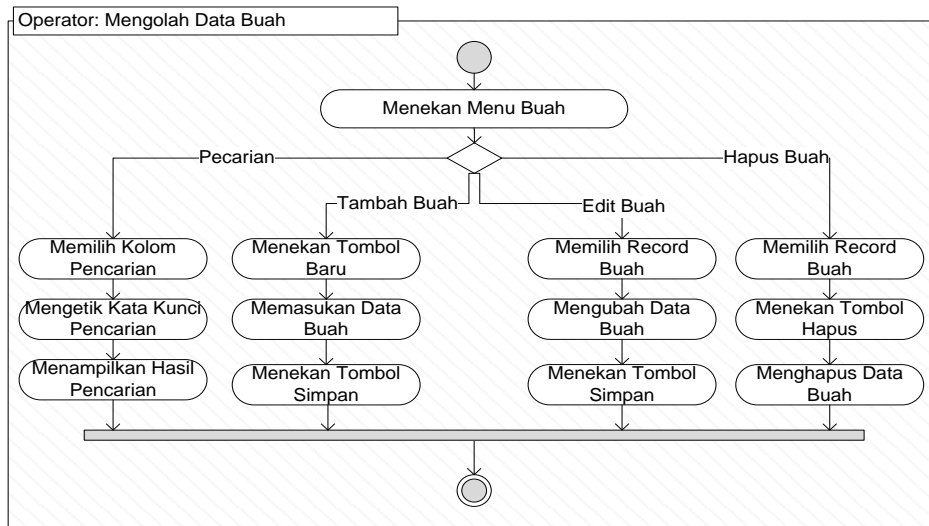 Operator: Mengolah Data Buah
Menekan Menu Buah
Pecarian
Hapus Buah
Tambah Buah
Edit Buah
Memilih Kolom
Pencarian
Menekan Tombol
Baru
Memilih Record
Buah
Memilih Record
Buah
Mengetik Kata Kunci
Pencarian
Memasukan Data
Buah
Mengubah Data
Buah
Menekan Tombol
Hapus
Menampilkan Hasil
Pencarian
Menekan Tombol
Simpan
Menekan Tombol
Simpan
Menghapus Data
Buah